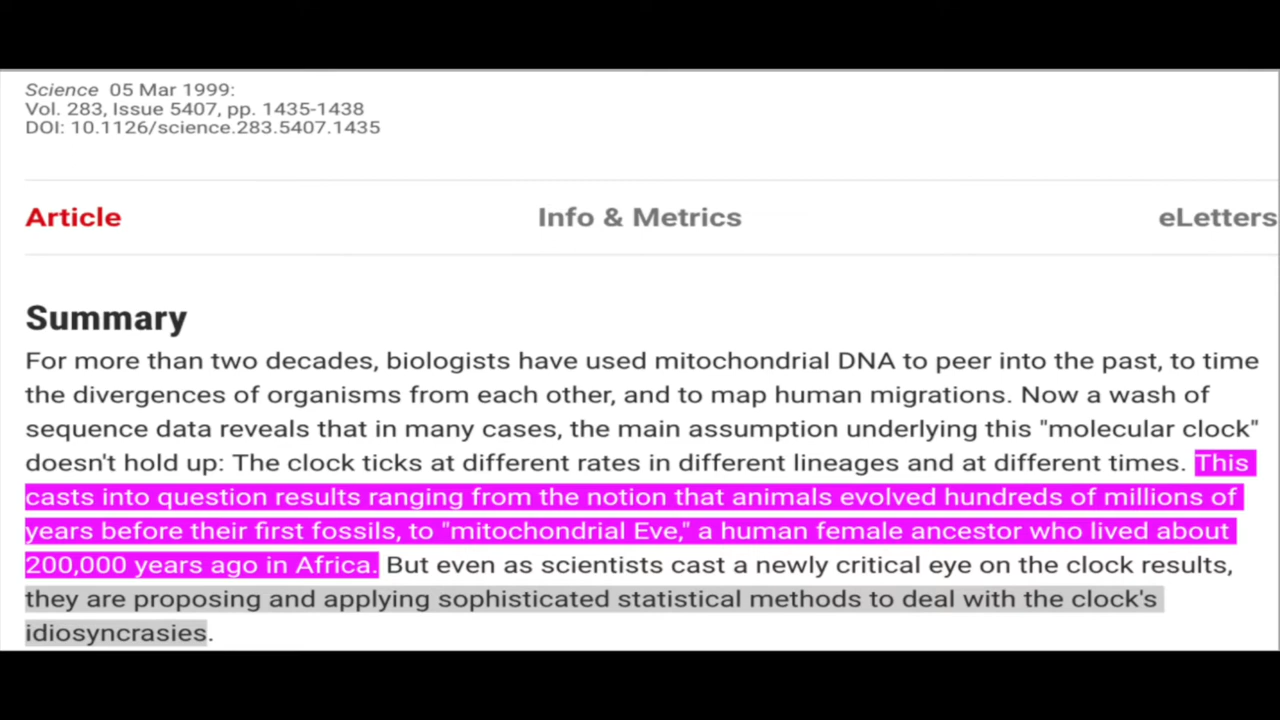 Science 05 Mar 1999:
Vol. 283, Issue 5407, pp. 1435-1438
DOI: 10.1126/science.283.5407.1435
Article Info & Metrics eLetters
Summary
For more than two decades, biologists have used mitochondrial DNA to peer into the past, to time
the divergences of organisms from each other, and to map human migrations. Now a wash of
sequence data reveals that in many cases, the main assumption underlying this "molecular clock"
doesn't hold up: The clock ticks at different rates in different lineages and at different times. This
casts into question results ranging from the notion that animals evolved hundreds of millions of
years before their first fossils, to "mitochondrial Eve," a human female ancestor who lived about
200,000 years ago in Africa. But even as scientists cast a newly critical eye on the clock results,
they are proposing and applying sophisticated statistical methods to deal with the clock's
idiosyncrasies.